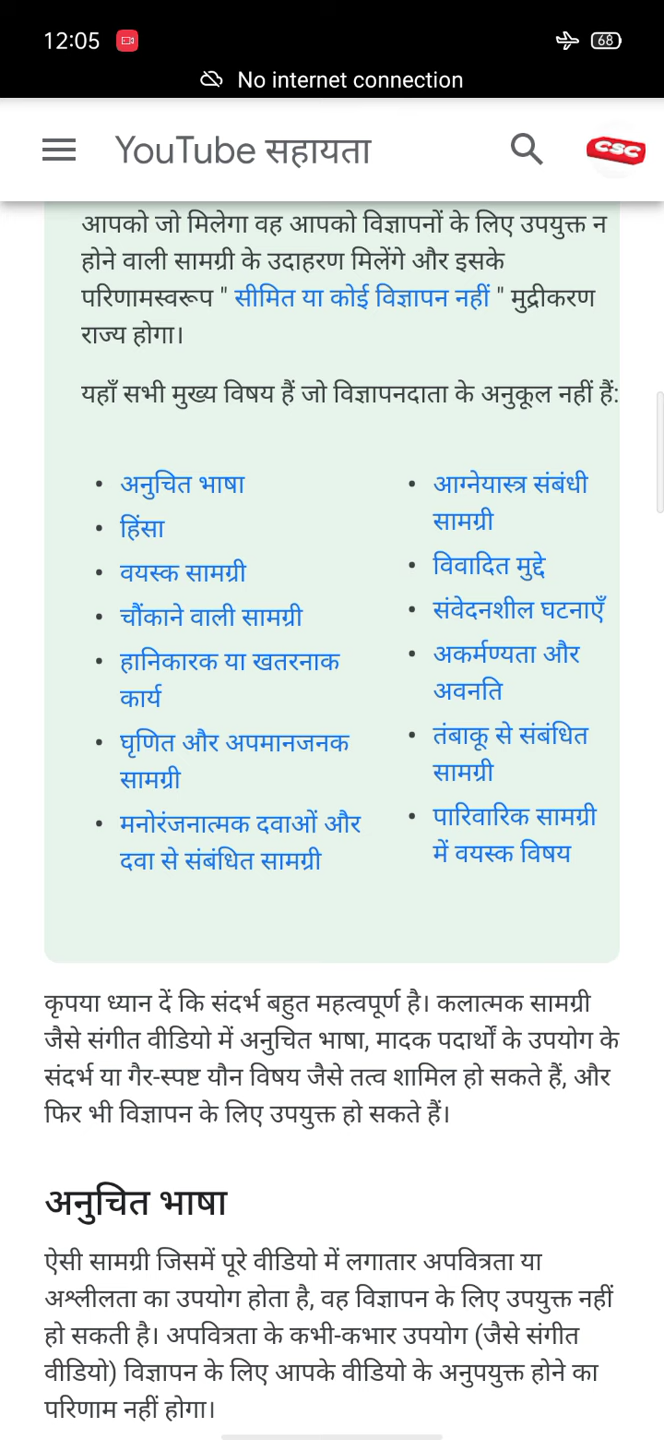 12:05
68
No internet connection
YouTube सहायता
CSC
आपको जो मिलेगा वह आपको विज्ञापनों के लिए उपयुक्त न
होने वाली सामग्री के उदाहरण मिलेंगे और इसके
परिणामस्वरूप " सीमित या कोई विज्ञापन नहीं " मुद्रीकरण
राज्य होगा।
यहाँ सभी मुख्य विषय हैं जो विज्ञापनदाता के अनुकूल नहीं हैं:
• अनुचित भाषा
• हिंसा
• वयस्क सामग्री
• चौंकाने वाली सामग्री
• हानिकारक या खतरनाक
कार्य
• घृणित और अपमानजनक
सामग्री
• मनोरंजनात्मक दवाओं और
दवा से संबंधित सामग्री
• आग्नेयास्त्र संबंधी
सामग्री
• विवादित मुद्दे
• संवेदनशील घटनाएँ
• अकर्मण्यता और
अवनति
• तंबाकू से संबंधित
सामग्री
• पारिवारिक सामग्री
में वयस्क विषय
कृपया ध्यान दें कि संदर्भ बहुत महत्वपूर्ण है। कलात्मक सामग्री
जैसे संगीत वीडियो में अनुचित भाषा, मादक पदार्थों के उपयोग के
संदर्भ या गैर-स्पष्ट यौन विषय जैसे तत्व शामिल हो सकते हैं, और
फिर भी विज्ञापन के लिए उपयुक्त हो सकते हैं।
अनुचित भाषा
ऐसी सामग्री जिसमें पूरे वीडियो में लगातार अपवित्रता या
अश्लीलता का उपयोग होता है, वह विज्ञापन के लिए उपयुक्त नहीं
हो सकती है। अपवित्रता के कभी-कभार उपयोग (जैसे संगीत
वीडियो) विज्ञापन के लिए आपके वीडियो के अनुपयुक्त होने का
परिणाम नहीं होगा।